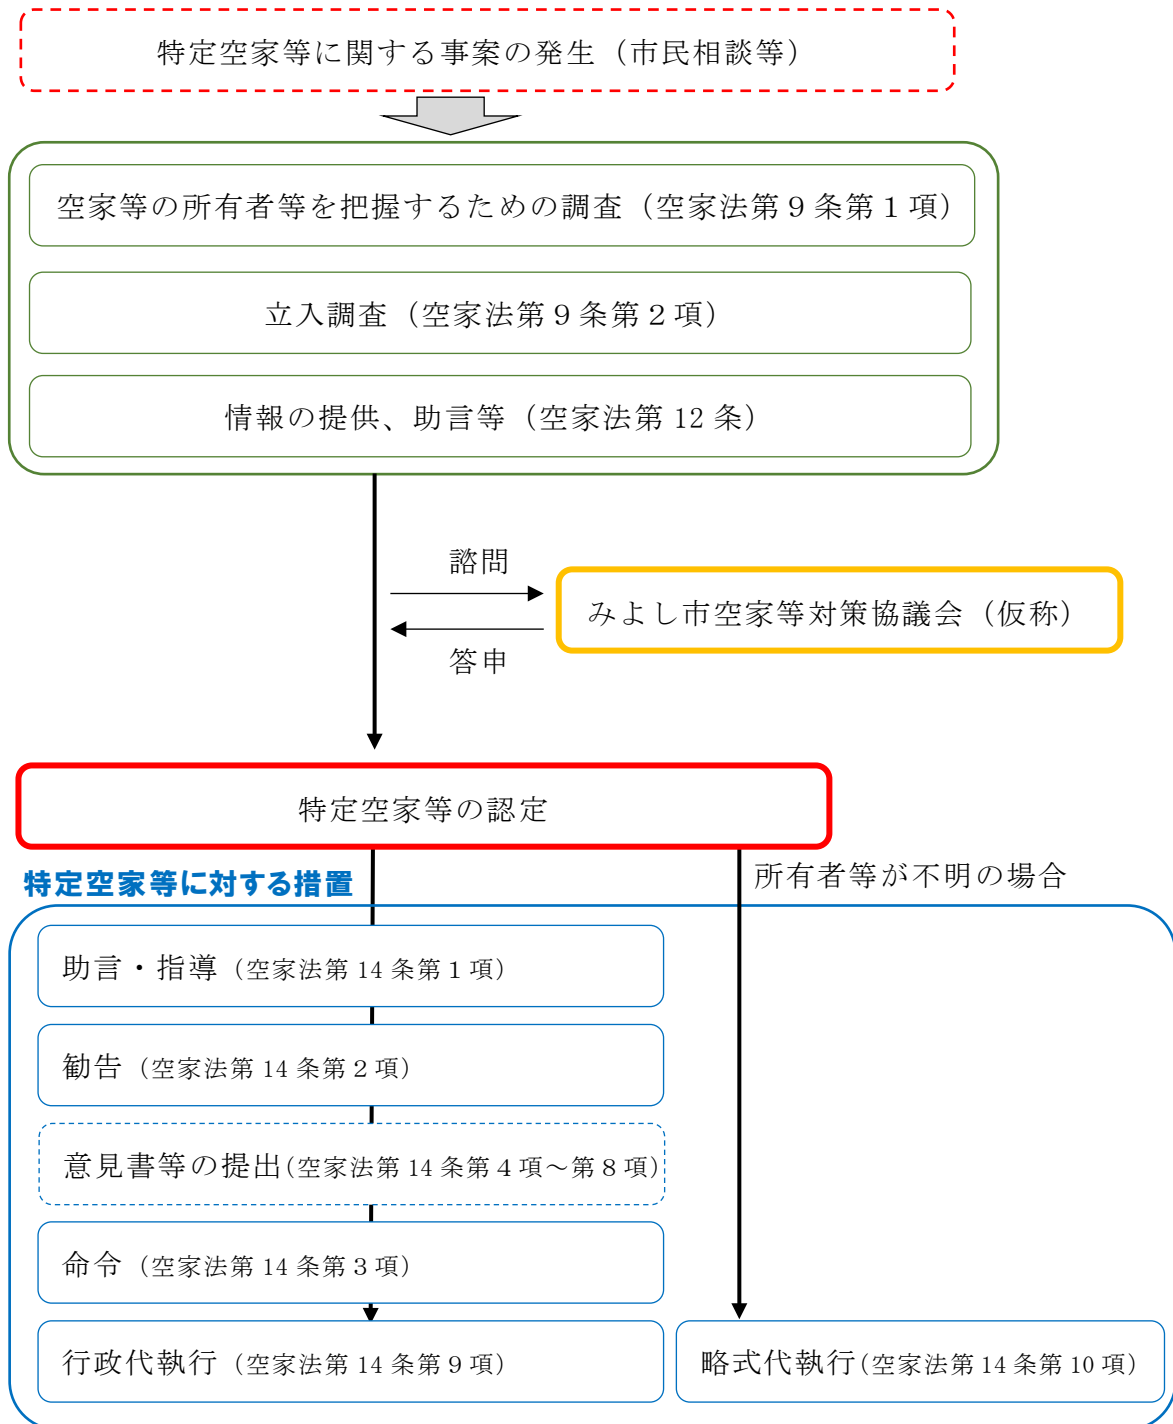 特定空家等に関する事案の発生（市民相談等）
空家等の所有者等を把握するための調査（空家法第９条第１項）
立入調査（空家法第９条第２項）
情報の提供、助言等（空家法第 12 条）
諮問
みよし市空家等対策協議会（仮称）
答申
特定空家等の認定
特定空家等に対する措置
所有者等が不明の場合
助言・指導（空家法第 14 条第１項）
勧告（空家法第 14 条第２項）
意見書等の提出(空家法第 14 条第４項～第８項)
命令（空家法第 14 条第３項）
行政代執行（空家法第 14 条第９項）
略式代執行(空家法第 14 条第 10 項)